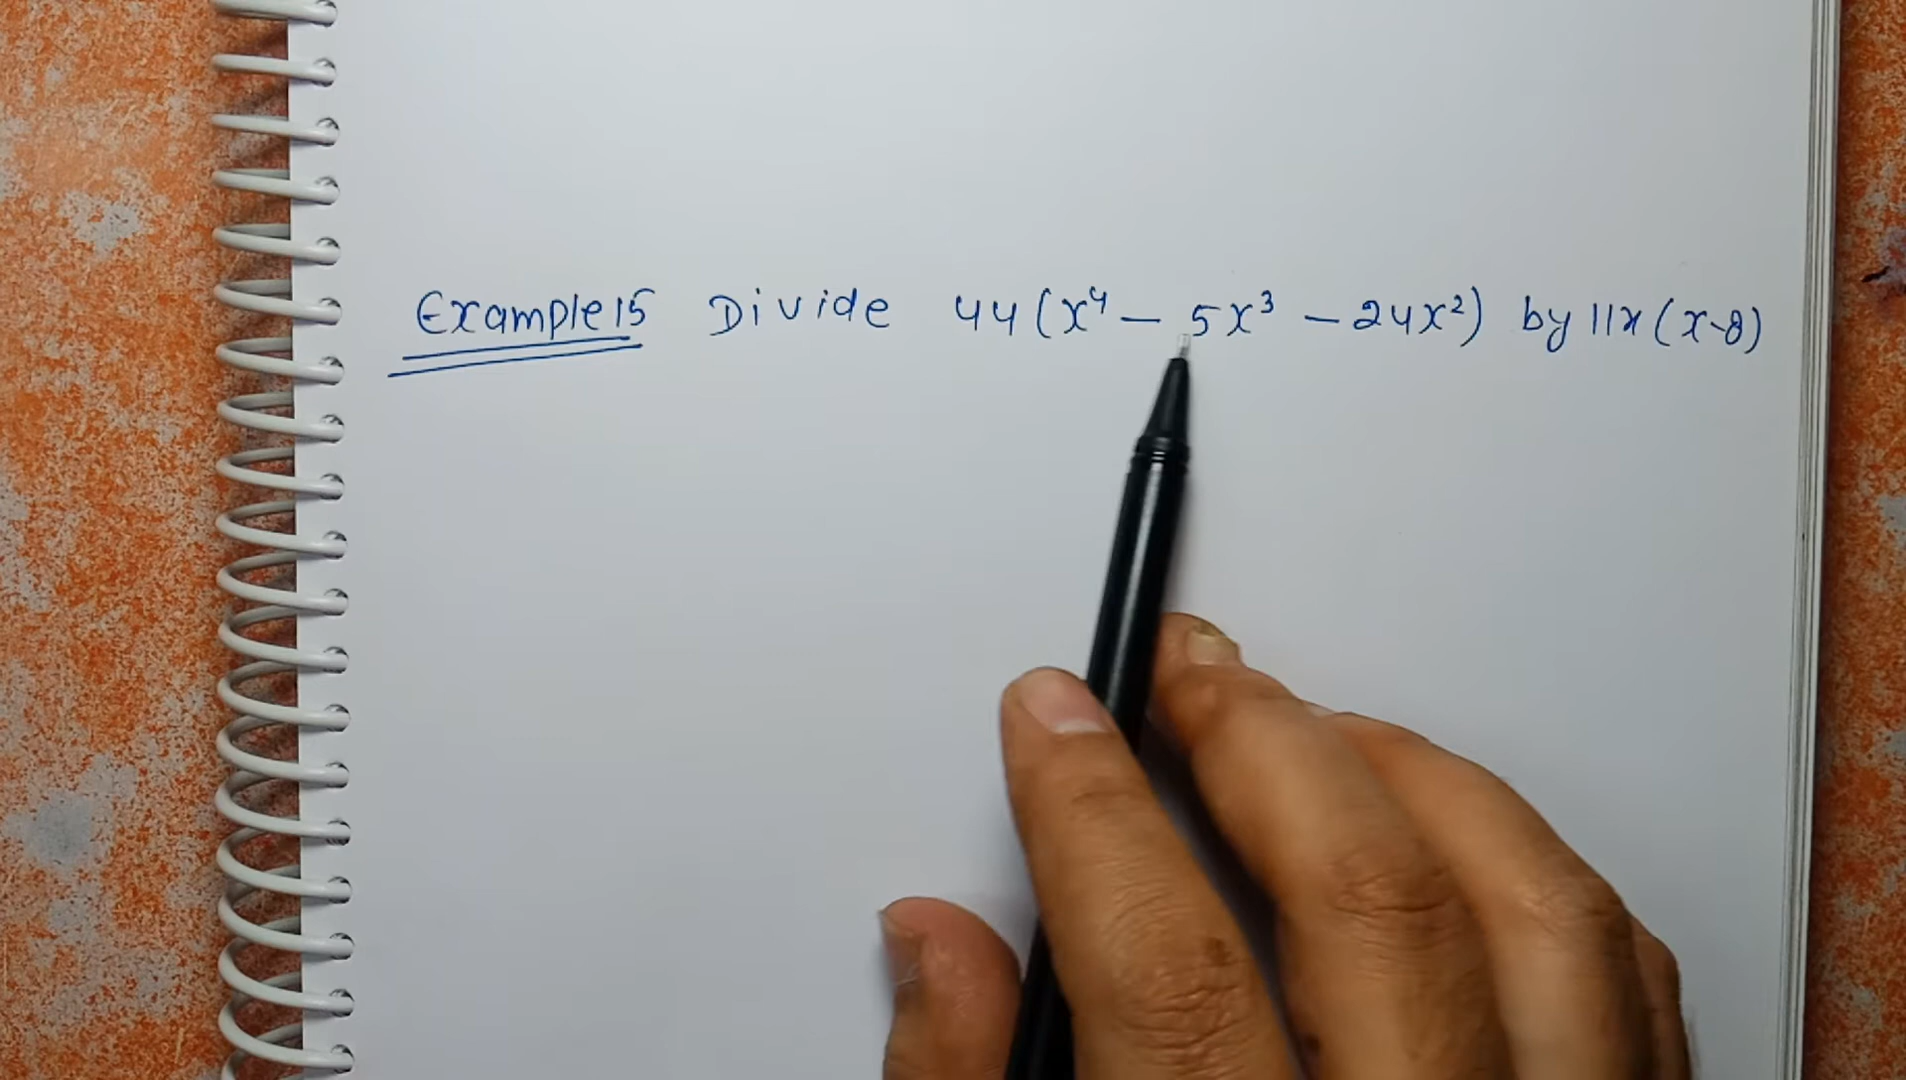 Example 15 Divide 44(x⁴ – 5x³ – 24x²) by 11x(x-8)